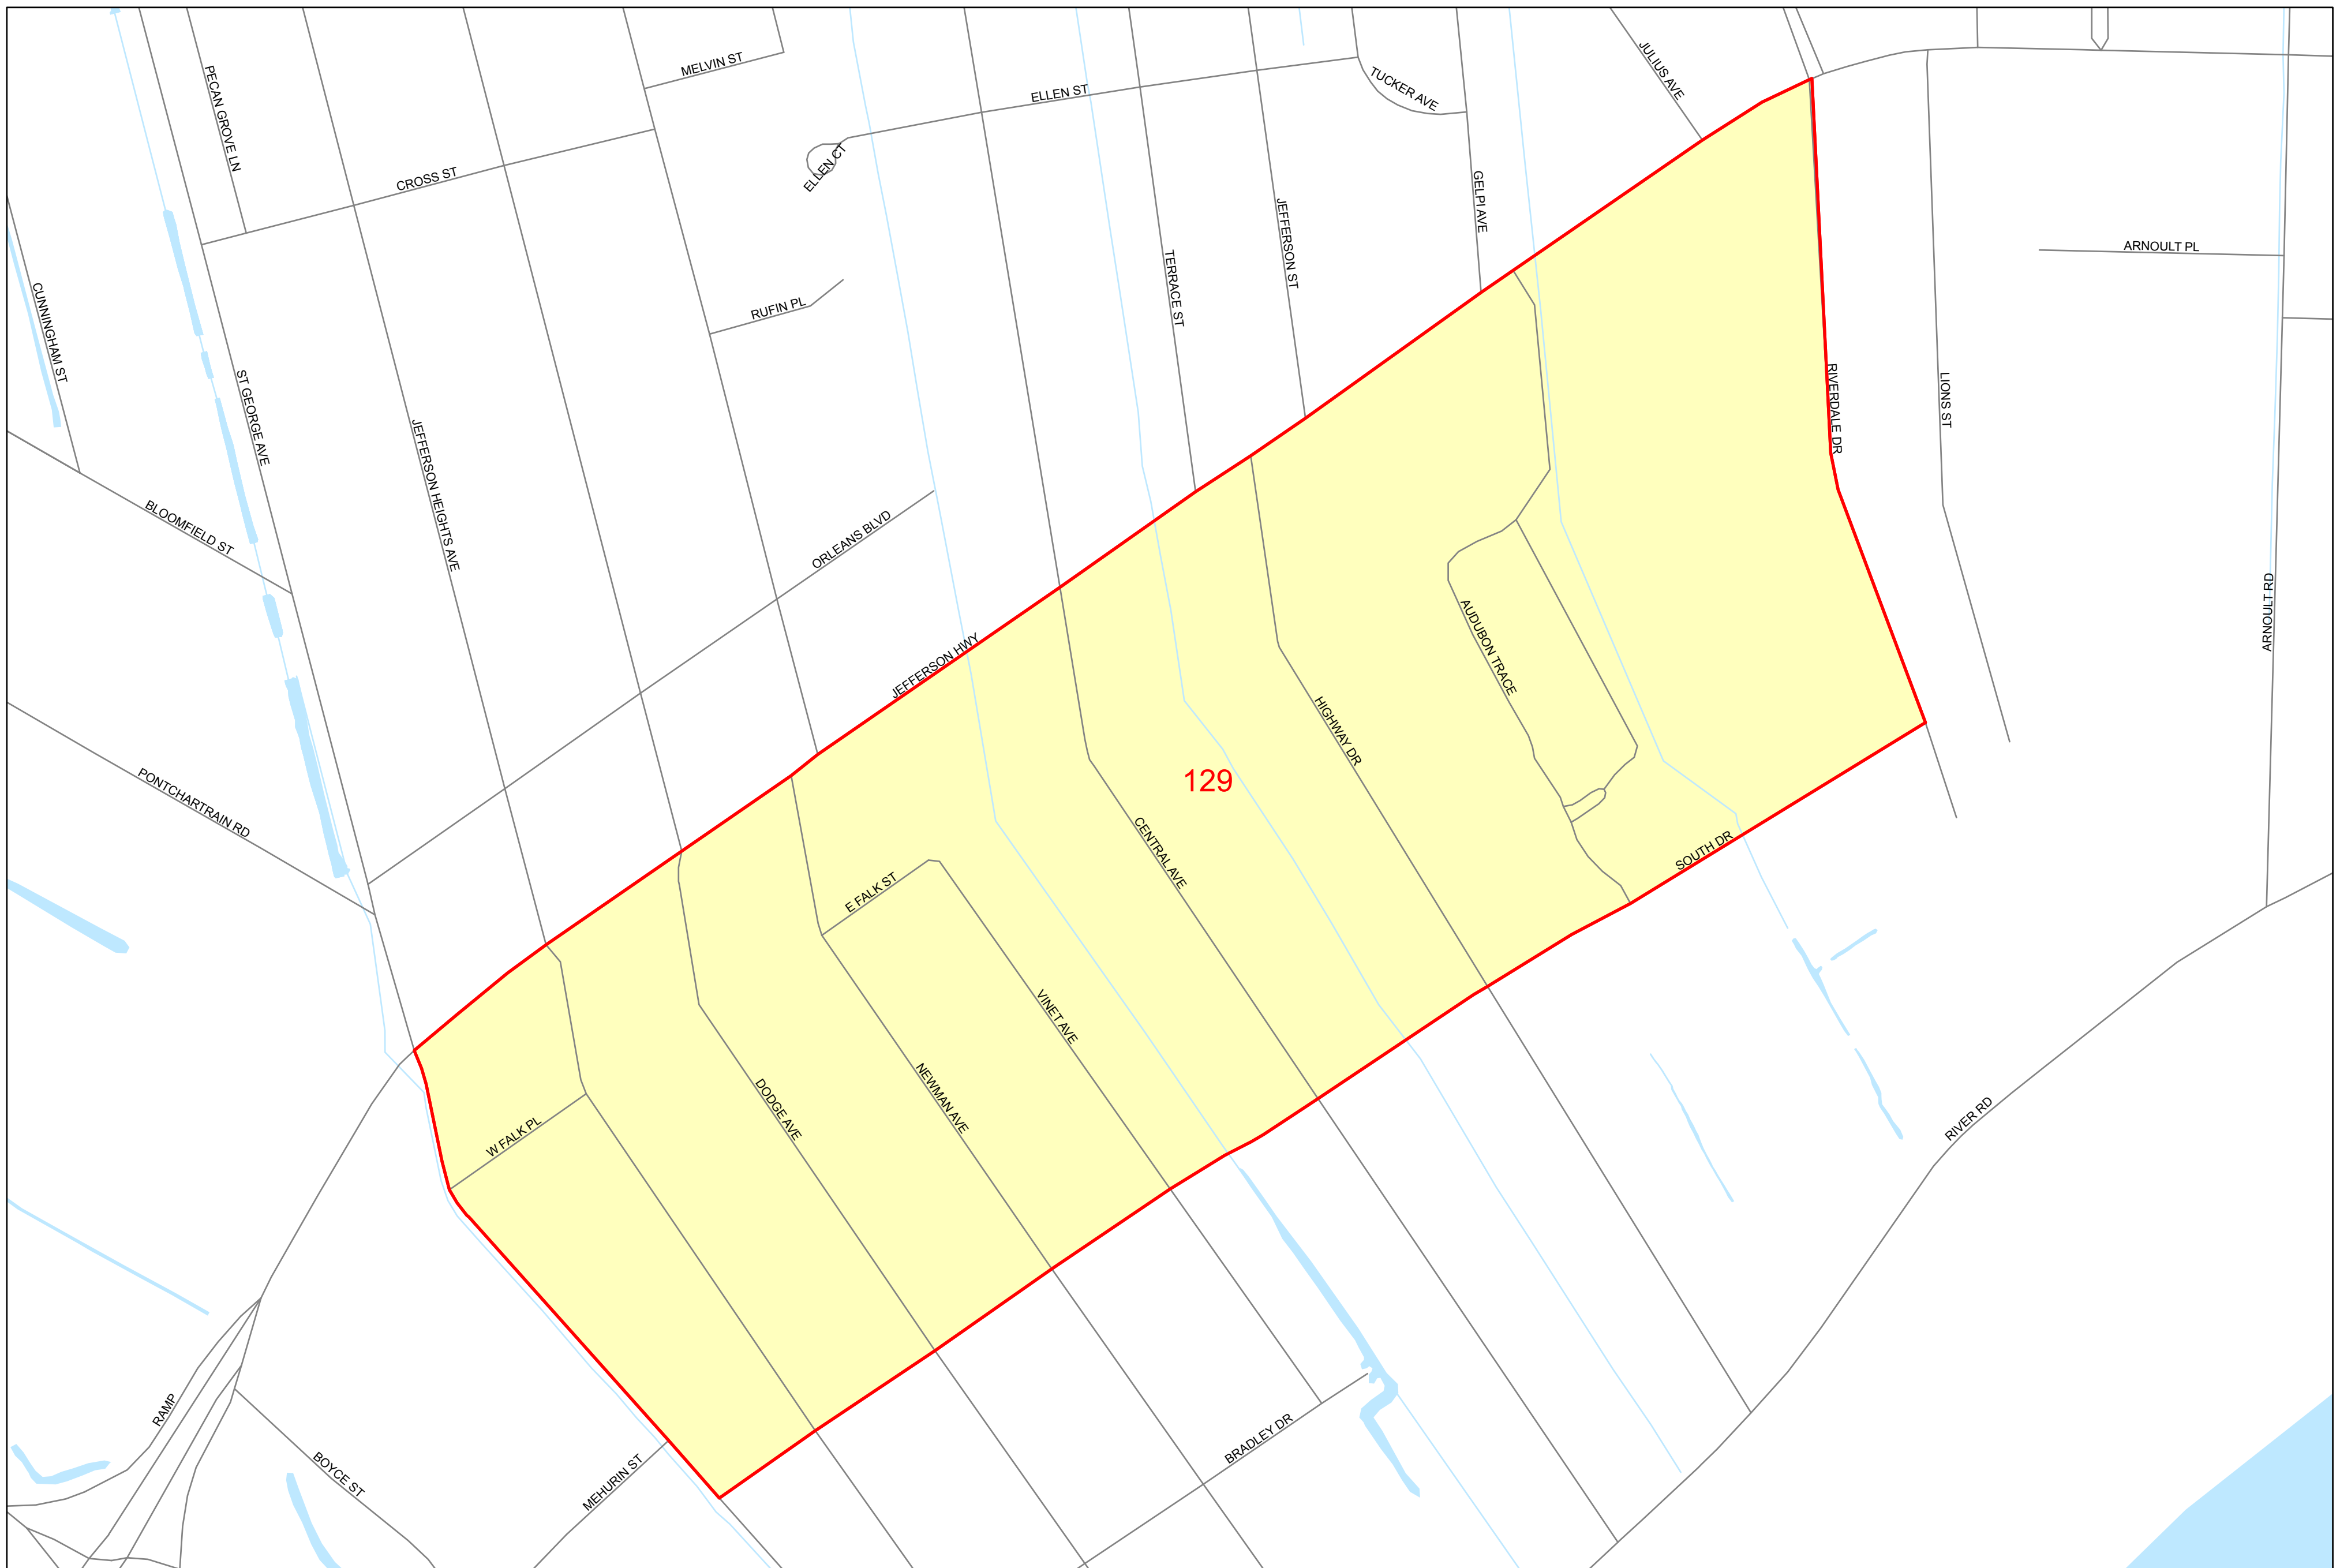 MELVIN ST
JULIUS AVE
PECAN GROVE LN
TUCKER AVE
ELLEN ST
ELLEN CT
CROSS ST
GELPI AVE
JEFFERSON ST
ARNOULT PL
TERRACE ST
CUNNINGHAM ST
RUFIN PL
ST GEORGE AVE
RIVERDALE DR
LIONS ST
JEFFERSON HEIGHTS AVE
BLOOMFIELD ST
ORLEANS BLVD
ARNOULT RD
AUDUBON TRACE
JEFFERSON HWY
HIGHWAY DR
129
PONTCHARTRAIN RD
CENTRAL AVE
SOUTH DR
E FALK ST
VINET AVE
NEWMAN AVE
DODGE AVE
W FALK PL
RIVER RD
RAMP
BRADLEY DR
BOYCE ST
MEHURIN ST